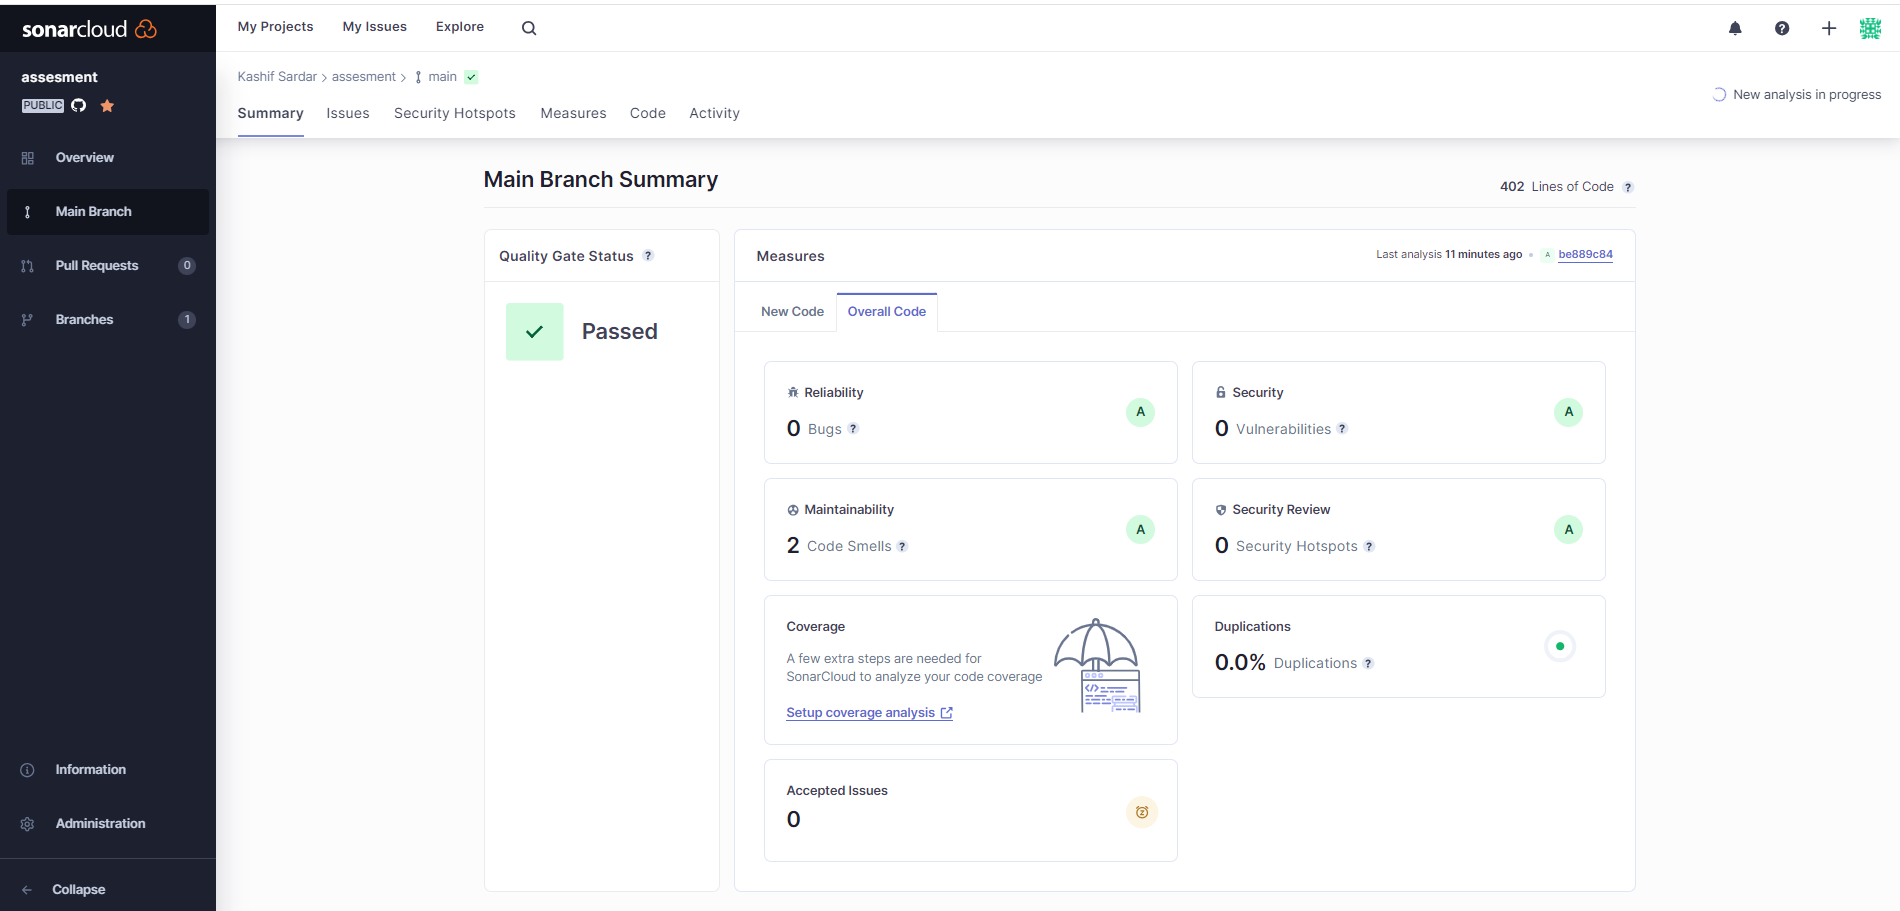 sonarcloud
My Projects My Issues Explore
assesment
PUBLIC
Kashif Sardar > assesment > main
New analysis in progress
Summary Issues Security Hotspots Measures Code Activity
Overview
Main Branch
Pull Requests 0
Branches 1
Information
Administration
Collapse
Main Branch Summary
402 Lines of Code ?
Quality Gate Status ?
Passed
Measures
Last analysis 11 minutes ago • A be889c84
New Code Overall Code
Reliability
0 Bugs ?
A
Security
0 Vulnerabilities ?
A
Maintainability
2 Code Smells ?
A
Security Review
0 Security Hotspots ?
A
Coverage
A few extra steps are needed for
SonarCloud to analyze your code coverage
Setup coverage analysis
Duplications
0.0% Duplications ?
Accepted Issues
0